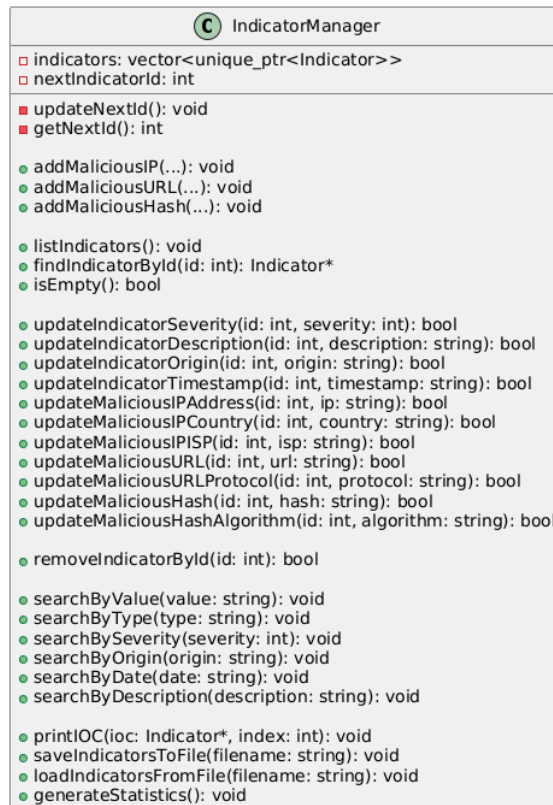 C IndicatorManager
indicators: vector<unique_ptr<Indicator>>
nextIndicatorId: int
updateNextId(): void
getNextId(): int
addMaliciousIP(...): void
addMaliciousURL(...): void
addMaliciousHash(...): void
listIndicators(): void
findIndicatorById(id: int): Indicator*
isEmpty(): bool
updateIndicatorSeverity(id: int, severity: int): bool
updateIndicatorDescription(id: int, description: string): bool
updateIndicatorOrigin(id: int, origin: string): bool
updateIndicatorTimestamp(id: int, timestamp: string): bool
updateMaliciousIPAddress(id: int, ip: string): bool
updateMaliciousIPCountry(id: int, country: string): bool
updateMaliciousIPISP(id: int, isp: string): bool
updateMaliciousURL(id: int, url: string): bool
updateMaliciousURLProtocol(id: int, protocol: string): bool
updateMaliciousHash(id: int, hash: string): bool
updateMaliciousHashAlgorithm(id: int, algorithm: string): bool
removeIndicatorById(id: int): bool
searchByValue(value: string): void
searchByType(type: string): void
searchBySeverity(severity: int): void
searchByOrigin(origin: string): void
searchByDate(date: string): void
searchByDescription(description: string): void
printIOC(ioc: Indicator*, index: int): void
saveIndicatorsToFile(filename: string): void
loadIndicatorsFromFile(filename: string): void
generateStatistics(): void